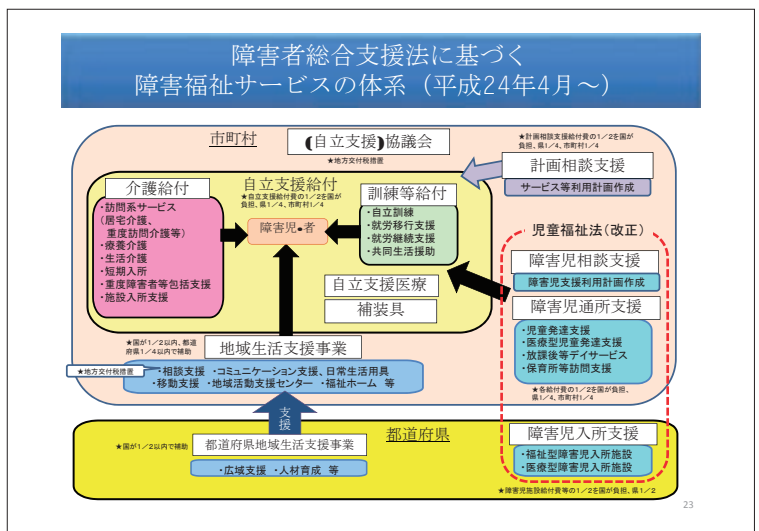 障害者総合支援法に基づく
障害福祉サービスの体系（平成24年4月～）
市町村
(自立支援)協議会
★地方交付税措置
★計画相談支援給付費の1／2を国が
負担、県1／4、市町村1／4
計画相談支援
サービス等利用計画作成
介護給付
・訪問系サービス
(居宅介護、
重度訪問介護等)
・療養介護
・生活介護
・短期入所
・重度障害者等包括支援
・施設入所支援
自立支援給付
★自立支援給付費の1／2を国が
負担、県1／4、市町村1／4
障害児・者
訓練等給付
・自立訓練
・就労移行支援
・就労継続支援
・共同生活援助
自立支援医療
補装具
児童福祉法(改正)
障害児相談支援
障害児支援利用計画作成
障害児通所支援
・児童発達支援
・医療型児童発達支援
・放課後等デイサービス
・保育所等訪問支援
★各給付費の1／2を国が負担、
県1／4、市町村1／4
★国が1／2以内、都道
府県1／4以内で補助
地域生活支援事業
★地方交付税措置
・相談支援 ・コミュニケーション支援、日常生活用具
・移動支援 ・地域活動支援センター ・福祉ホーム 等
支援
都道府県
★国が1／2以内で補助
都道府県地域生活支援事業
・広域支援 ・人材育成 等
障害児入所支援
・福祉型障害児入所施設
・医療型障害児入所施設
★障害児施設給付費等の1／2を国が負担、県1／2
23